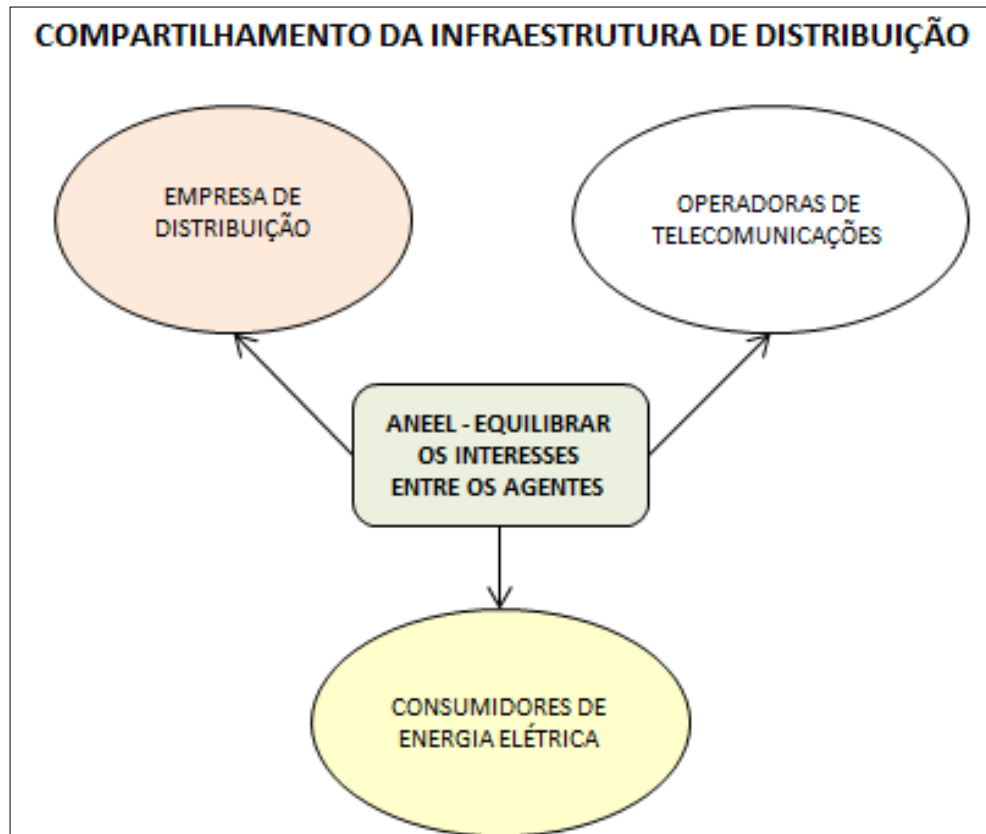 COMPARTILHAMENTO DA INFRAESTRUTURA DE DISTRIBUIÇÃO
EMPRESA DE
DISTRIBUIÇÃO
OPERADORAS DE
TELECOMUNICAÇÕES
ANEEL - EQUILIBRAR
OS INTERESSES
ENTRE OS AGENTES
CONSUMIDORES DE
ENERGIA ELÉTRICA